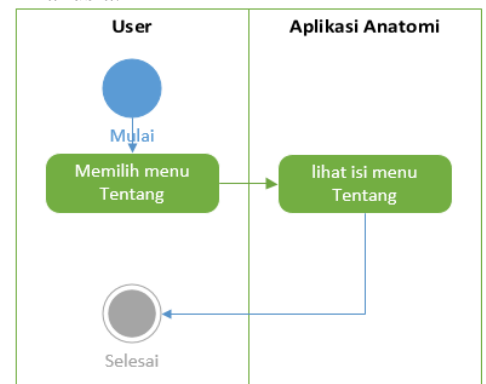 User
Aplikasi Anatomi
Mulai
Memilih menu
Tentang
lihat isi menu
Tentang
Selesai